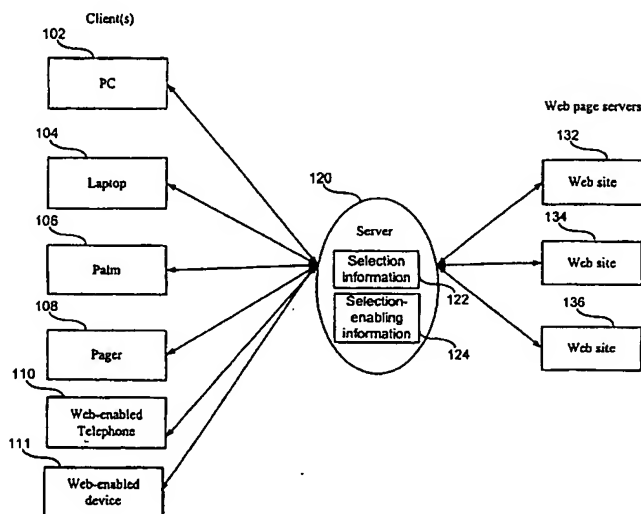 Client(s)
102
PC
104
Laptop
106
Palm
108
Pager
110
Web-enabled
Telephone
111
Web-enabled
device
120
Server
Selection
information
122
Selection-
enabling
information
124
Web page servers
132
Web site
134
Web site
136
Web site